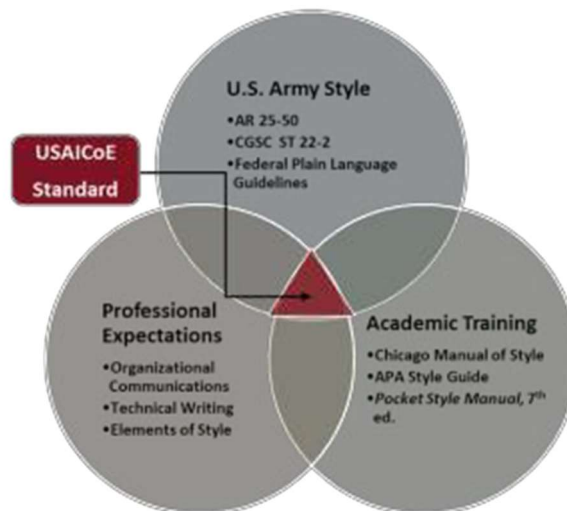 U.S. Army Style
•AR 25-50
•CGSC ST 22-2
•Federal Plain Language
Guidelines
USAICoE
Standard
Professional
Expectations
•Organizational
Communications
•Technical Writing
•Elements of Style
Academic Training
•Chicago Manual of Style
•APA Style Guide
•Pocket Style Manual, 7th
ed.